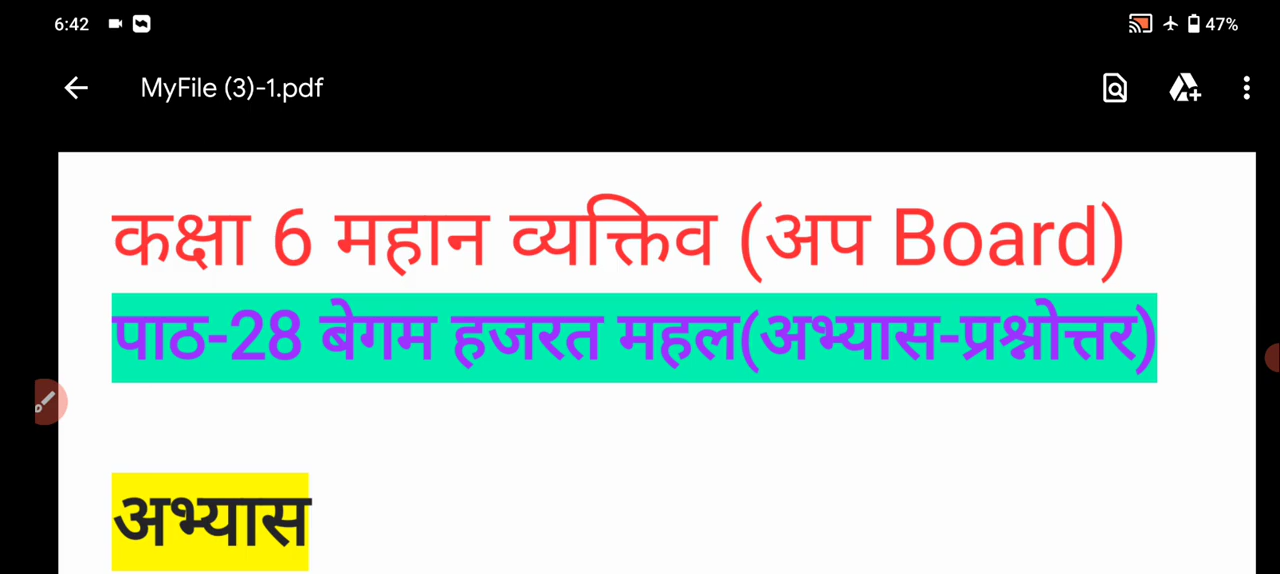 6:42 47%
MyFile (3)-1.pdf
कक्षा 6 महान व्यक्तिव (अप Board)
पाठ-28 बेगम हजरत महल(अभ्यास-प्रश्नोत्तर)
अभ्यास